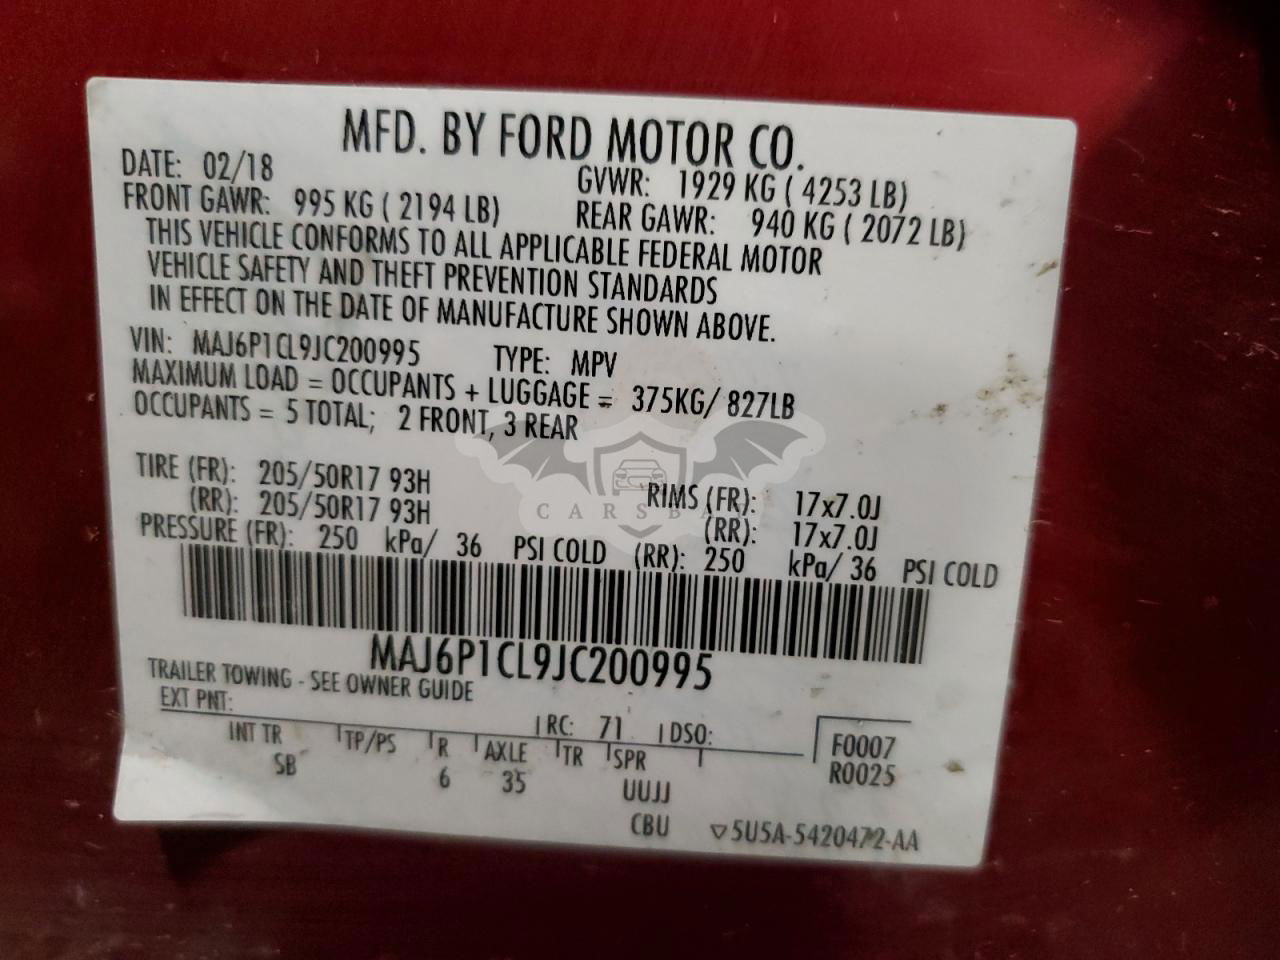 MFD. BY FORD MOTOR CO.
DATE: 02/18 GVWR: 1929 KG ( 4253 LB)
FRONT GAWR: 995 KG ( 2194 LB) REAR GAWR: 940 KG ( 2072 LB)
THIS VEHICLE CONFORMS TO ALL APPLICABLE FEDERAL MOTOR
VEHICLE SAFETY AND THEFT PREVENTION STANDARDS
IN EFFECT ON THE DATE OF MANUFACTURE SHOWN ABOVE.
VIN: MAJ6P1CL9JC200995 TYPE: MPV
MAXIMUM LOAD = OCCUPANTS + LUGGAGE = 375KG/ 827LB
OCCUPANTS = 5 TOTAL; 2 FRONT, 3 REAR
TIRE (FR): 205/50R17 93H RIMS (FR): 17x7.0J
(RR): 205/50R17 93H (RR): 17x7.0J
CARSBAT
PRESSURE (FR): 250 kPa/ 36 PSI COLD (RR): 250 kPa/ 36 PSI COLD
MAJ6P1CL9JC200995
TRAILER TOWING - SEE OWNER GUIDE
EXT PNT: RC: 71 DSO:
INT TR TP/PS R AXLE TR SPR F0007
SB 6 35 UUJJ R0025
CBU ▽5U5A-5420472-AA